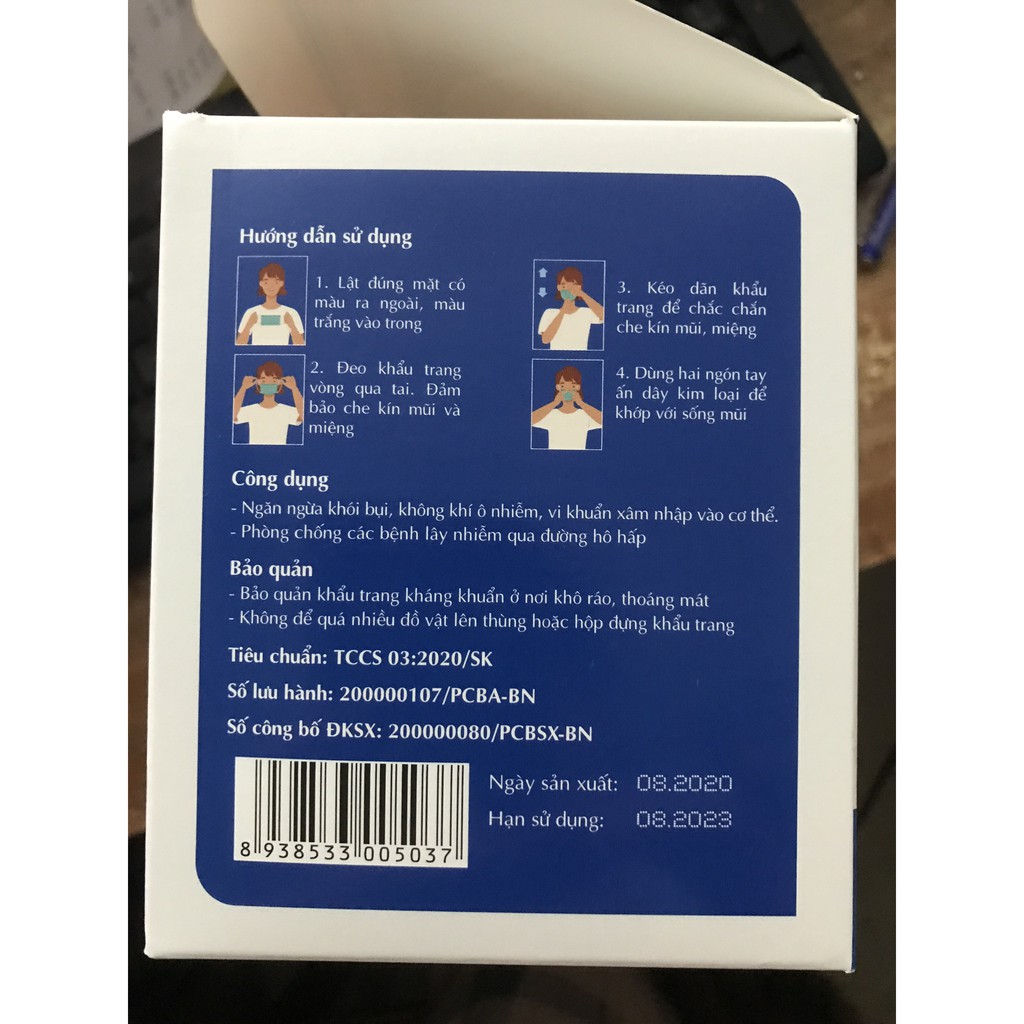 Hướng dẫn sử dụng
1. Lật đúng mặt có
màu ra ngoài, màu
trắng vào trong
2. Đeo khẩu trang
vòng qua tai. Đảm
bảo che kín mũi và
miệng
3. Kéo dãn khẩu
trang để chắc chắn
che kín mũi, miệng
4. Dùng hai ngón tay
ấn dây kim loại để
khớp với sống mũi
Công dụng
- Ngăn ngừa khói bụi, không khí ô nhiễm, vi khuẩn xâm nhập vào cơ thể.
- Phòng chống các bệnh lây nhiễm qua đường hô hấp
Bảo quản
- Bảo quản khẩu trang kháng khuẩn ở nơi khô ráo, thoáng mát
- Không để quá nhiều đồ vật lên thùng hoặc hộp đựng khẩu trang
Tiêu chuẩn: TCCS 03:2020/SK
Số lưu hành: 200000107/PCBA-BN
Số công bố ĐKSX: 200000080/PCBSX-BN
Ngày sản xuất: 08.2020
Hạn sử dụng: 08.2023
8 938533 005037